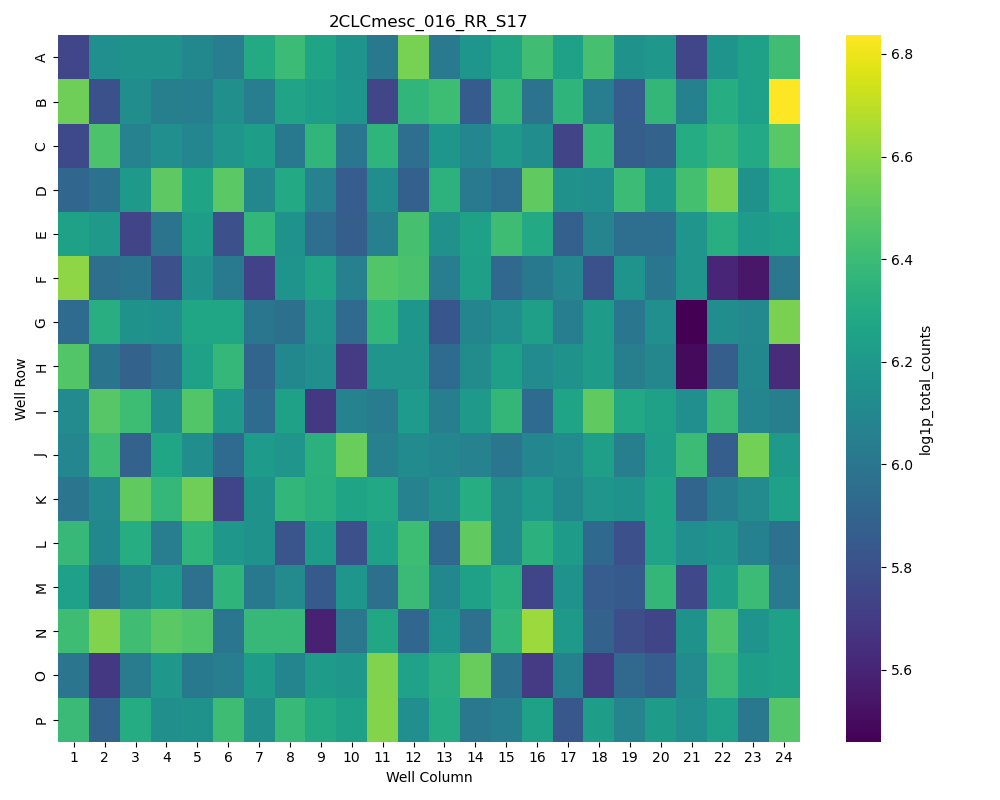 2CLCmesc_016_RR_S17
A
B
C
D
E
F
G
H
I
J
K
L
M
N
O
P
Well Row
1 2 3 4 5 6 7 8 9 10 11 12 13 14 15 16 17 18 19 20 21 22 23 24
Well Column
6.8
6.6
6.4
6.2
6.0
5.8
5.6
log1p_total_counts